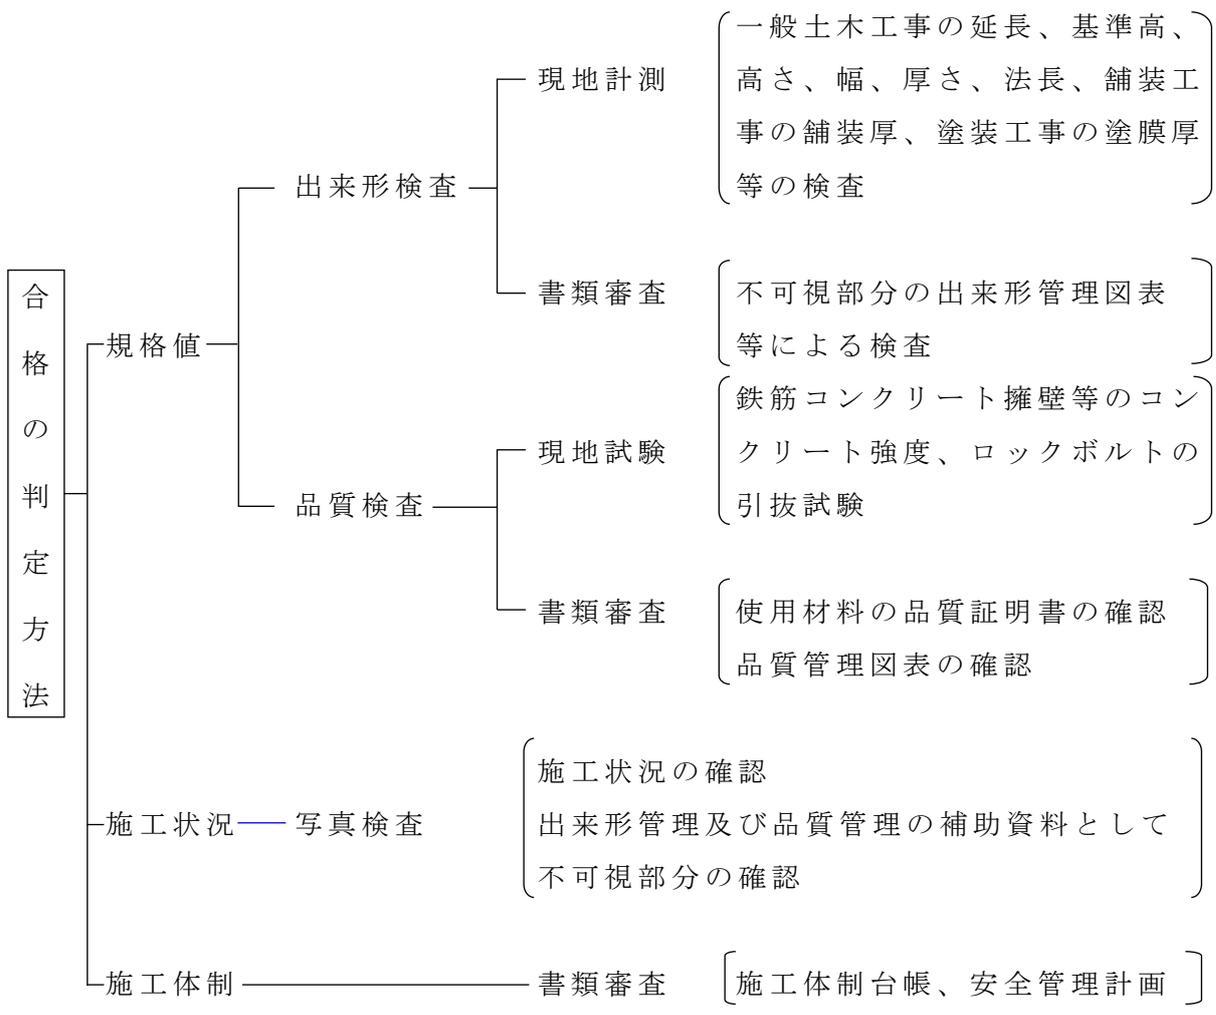 合格の判定方法
規格値
出来形検査
現地計測
一般土木工事の延長、基準高、
高さ、幅、厚さ、法長、舗装工
事の舗装厚、塗装工事の塗膜厚
等の検査
書類審査
不可視部分の出来形管理図表
等による検査
品質検査
現地試験
鉄筋コンクリート擁壁等のコン
クリート強度、ロックボルトの
引抜試験
書類審査
使用材料の品質証明書の確認
品質管理図表の確認
施工状況
写真検査
施工状況の確認
出来形管理及び品質管理の補助資料として
不可視部分の確認
施工体制
書類審査
施工体制台帳、安全管理計画